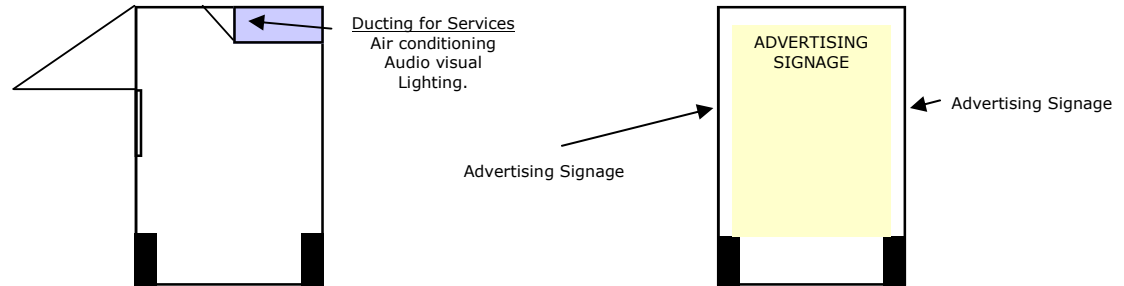 Ducting for Services
Air conditioning
Audio visual
Lighting.
ADVERTISING
SIGNAGE
Advertising Signage
Advertising Signage